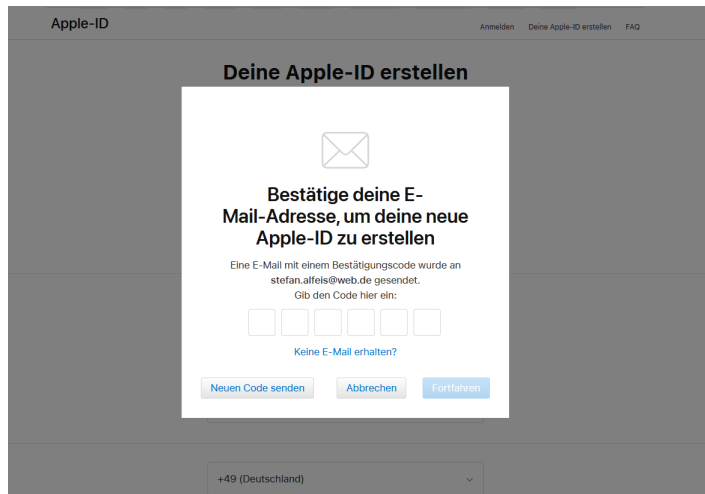 Apple-ID
Anmelden Deine Apple-ID erstellen FAQ
Deine Apple-ID erstellen
Bestätige deine E-
Mail-Adresse, um deine neue
Apple-ID zu erstellen
Eine E-Mail mit einem Bestätigungscode wurde an
stefan.alfeis@web.de gesendet.
Gib den Code hier ein:
Keine E-Mail erhalten?
Neuen Code senden Abbrechen Fortfahren
+49 (Deutschland)